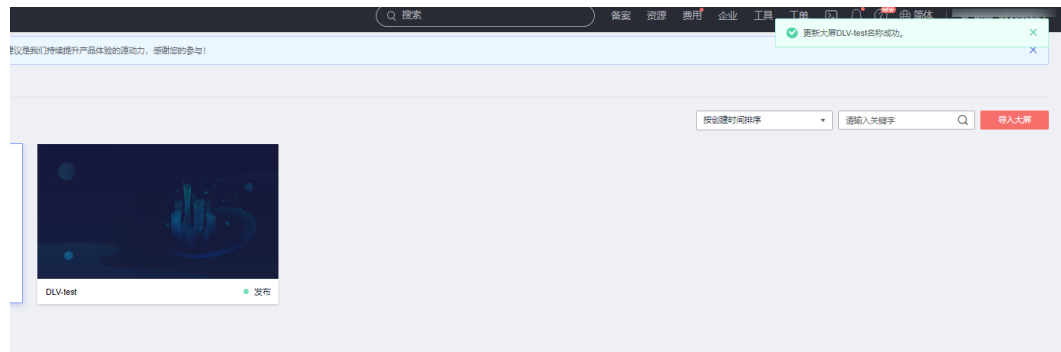 搜索 备案 资源 费用 企业 工具 工单 NEW 简体
更新大屏DLV-test名称成功。
建议是我们持续提升产品体验的源动力，感谢您的参与！
按创建时间排序 请输入关键字 导入大屏
DLV-test 发布